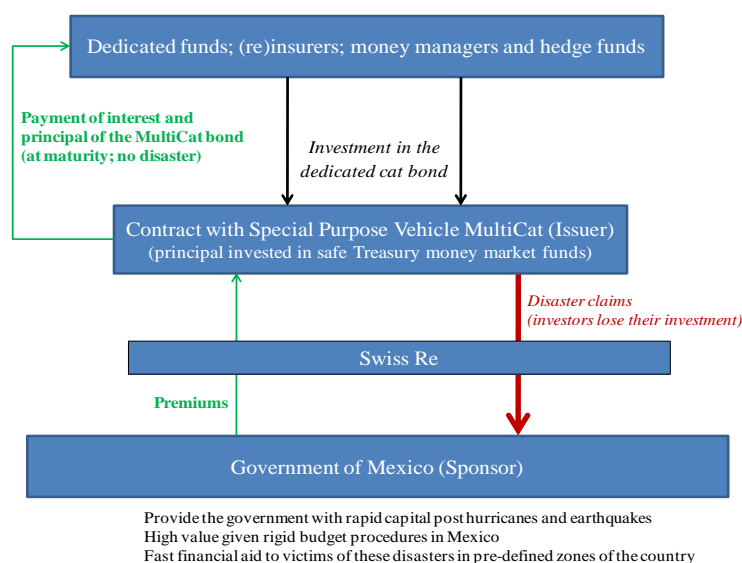 Dedicated funds; (re)insurers; money managers and hedge funds
Payment of interest and
principal of the MultiCat bond
(at maturity; no disaster)
Investment in the
dedicated cat bond
Contract with Special Purpose Vehicle MultiCat (Issuer)
(principal invested in safe Treasury money market funds)
Disaster claims
(investors lose their investment)
Swiss Re
Premiums
Government of Mexico (Sponsor)
Provide the government with rapid capital post hurricanes and earthquakes
High value given rigid budget procedures in Mexico
Fast financial aid to victims of these disasters in pre-defined zones of the country